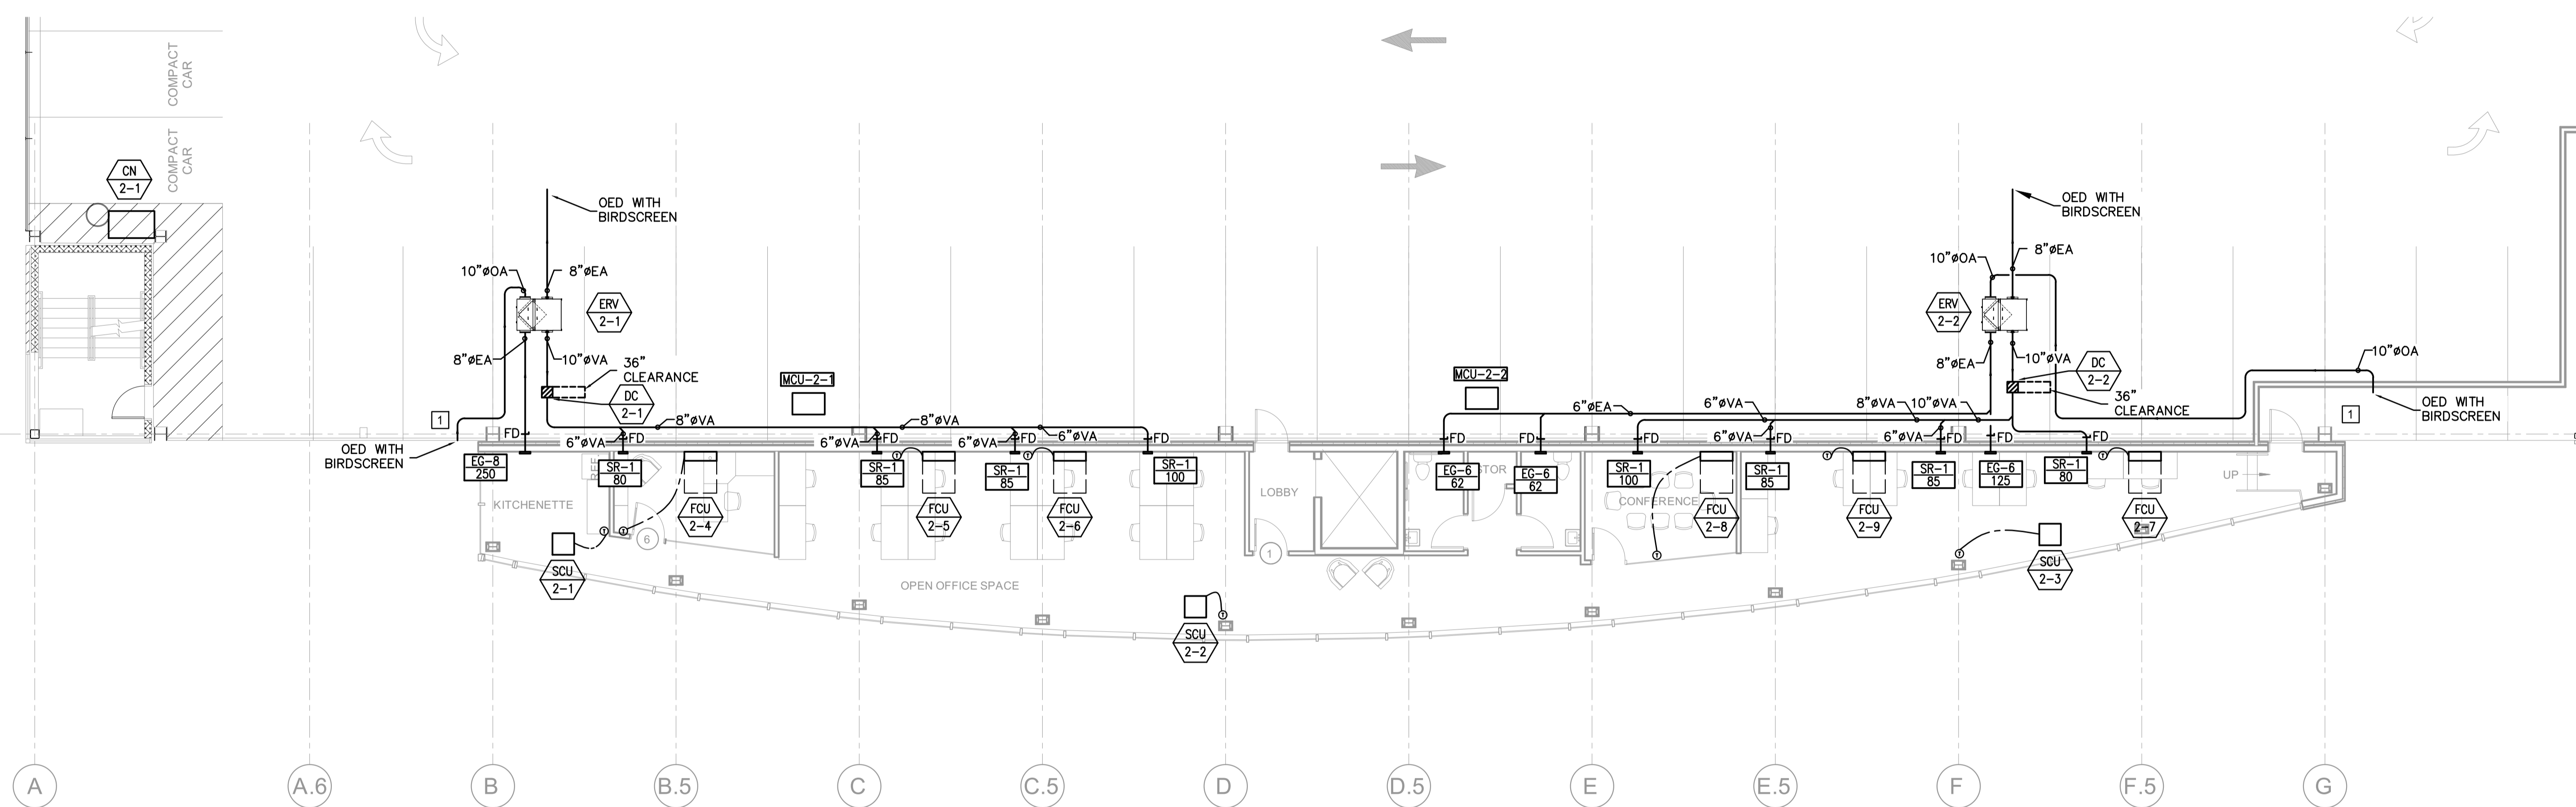 COMPACT
CAR
COMPACT
CAR
CN
2-1
OED WITH
BIRDSCREEN
OED WITH
BIRDSCREEN
10"øOA
8"øEA
ERV
2-1
8"øEA
10"øVA
36"
CLEARANCE
DC
2-1
MCU-2-1
MCU-2-2
10"øOA
8"øEA
ERV
2-2
8"øEA
10"øVA
DC
2-2
36"
CLEARANCE
10"øOA
1
OED WITH
BIRDSCREEN
8"øVA
8"øVA
6"øVA
6"øEA
6"øVA
8"øVA
10"øVA
1
OED WITH
BIRDSCREEN
FD
6"øVA
FD
6"øVA
FD
6"øVA
FD
FD
FD
FD
FD
6"øVA
FD
6"øVA
FD
FD
FD
EG-8
250
REF
SR-1
80
SR-1
85
SR-1
85
SR-1
100
EG-6
62
STOR
EG-6
62
SR-1
100
SR-1
85
SR-1
85
EG-6
125
SR-1
80
UP
KITCHENETTE
LOBBY
CONFERENCE
FCU
2-4
FCU
2-5
FCU
2-6
FCU
2-8
FCU
2-9
FCU
2-7
6
1
SCU
2-1
OPEN OFFICE SPACE
SCU
2-2
SCU
2-3
T
T
T
T
T
T
T
T
T
A
A.6
B
B.5
C
C.5
D
D.5
E
E.5
F
F.5
G